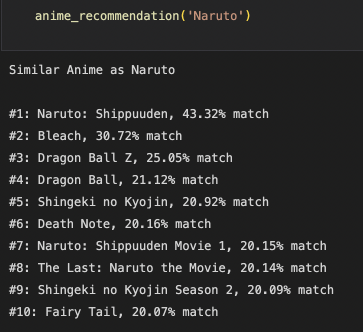 anime_recommendation('Naruto')
Similar Anime as Naruto
#1: Naruto: Shippuuden, 43.32% match
#2: Bleach, 30.72% match
#3: Dragon Ball Z, 25.05% match
#4: Dragon Ball, 21.12% match
#5: Shingeki no Kyojin, 20.92% match
#6: Death Note, 20.16% match
#7: Naruto: Shippuuden Movie 1, 20.15% match
#8: The Last: Naruto the Movie, 20.14% match
#9: Shingeki no Kyojin Season 2, 20.09% match
#10: Fairy Tail, 20.07% match